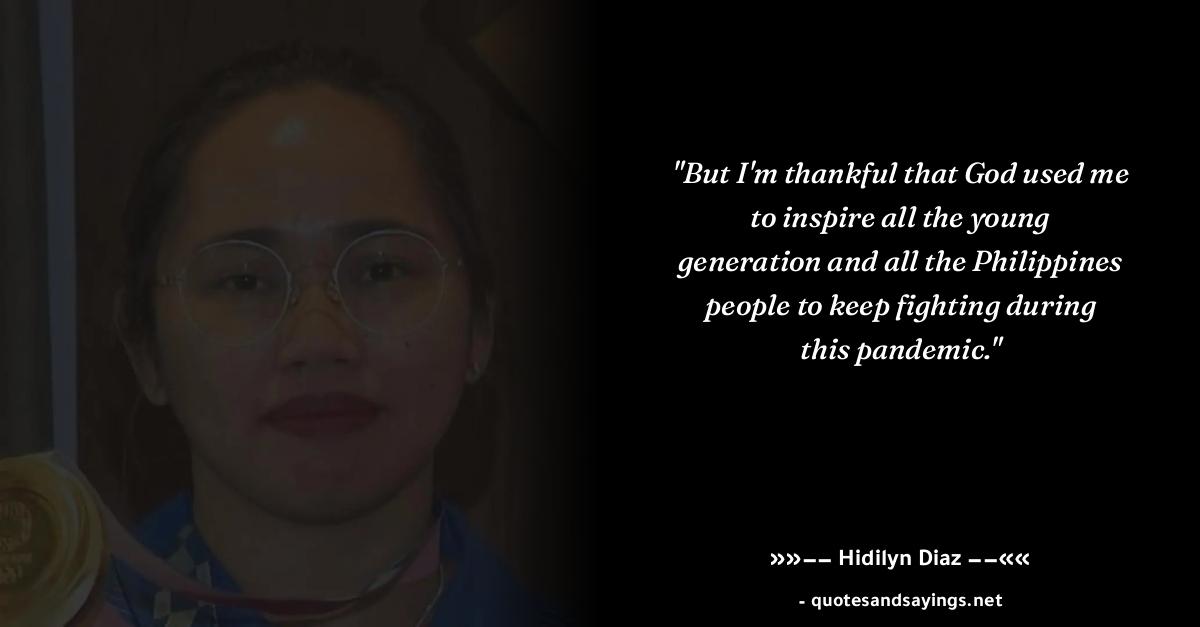 "But I'm thankful that God used me
to inspire all the young
generation and all the Philippines
people to keep fighting during
this pandemic."
»»−− Hidilyn Diaz −−««
- quotesandsayings.net